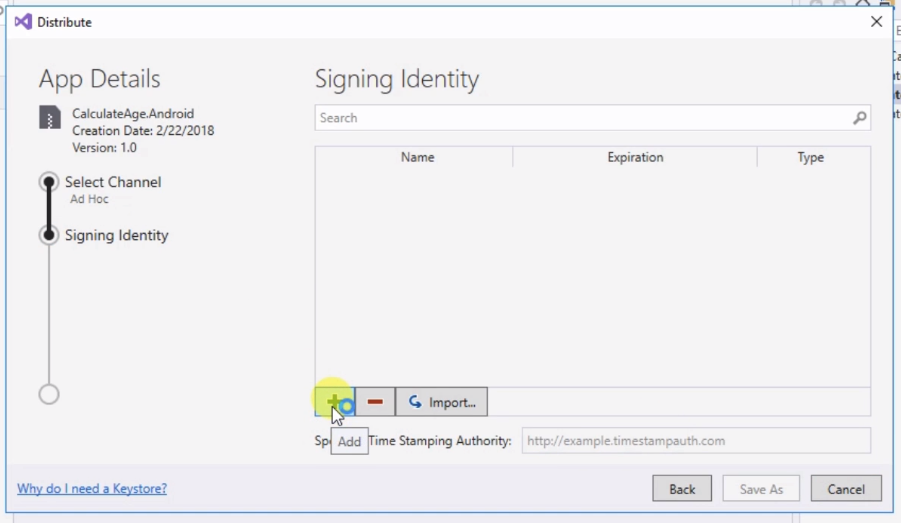 Distribute
App Details
CalculateAge.Android
Creation Date: 2/22/2018
Version: 1.0
Select Channel
Ad Hoc
Signing Identity
Signing Identity
Search
Name Expiration Type
Import...
Add
Time Stamping Authority: http://example.timestampauth.com
Why do I need a Keystore?
Back Save As Cancel